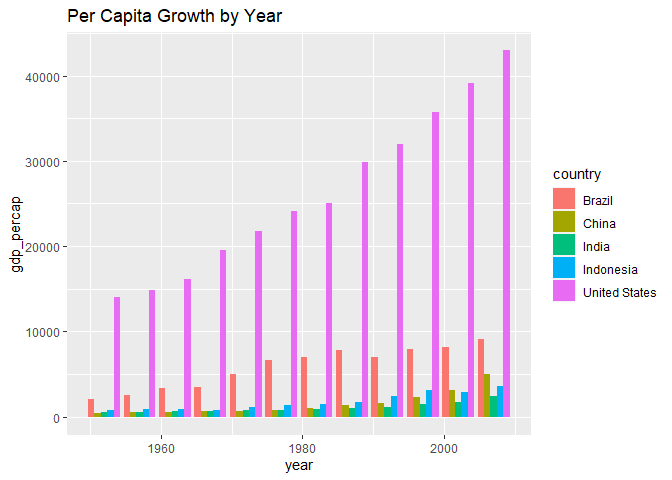 Per Capita Growth by Year
40000
30000
20000
10000
0
gdp_percap
1960
1980
2000
year
country
Brazil
China
India
Indonesia
United States